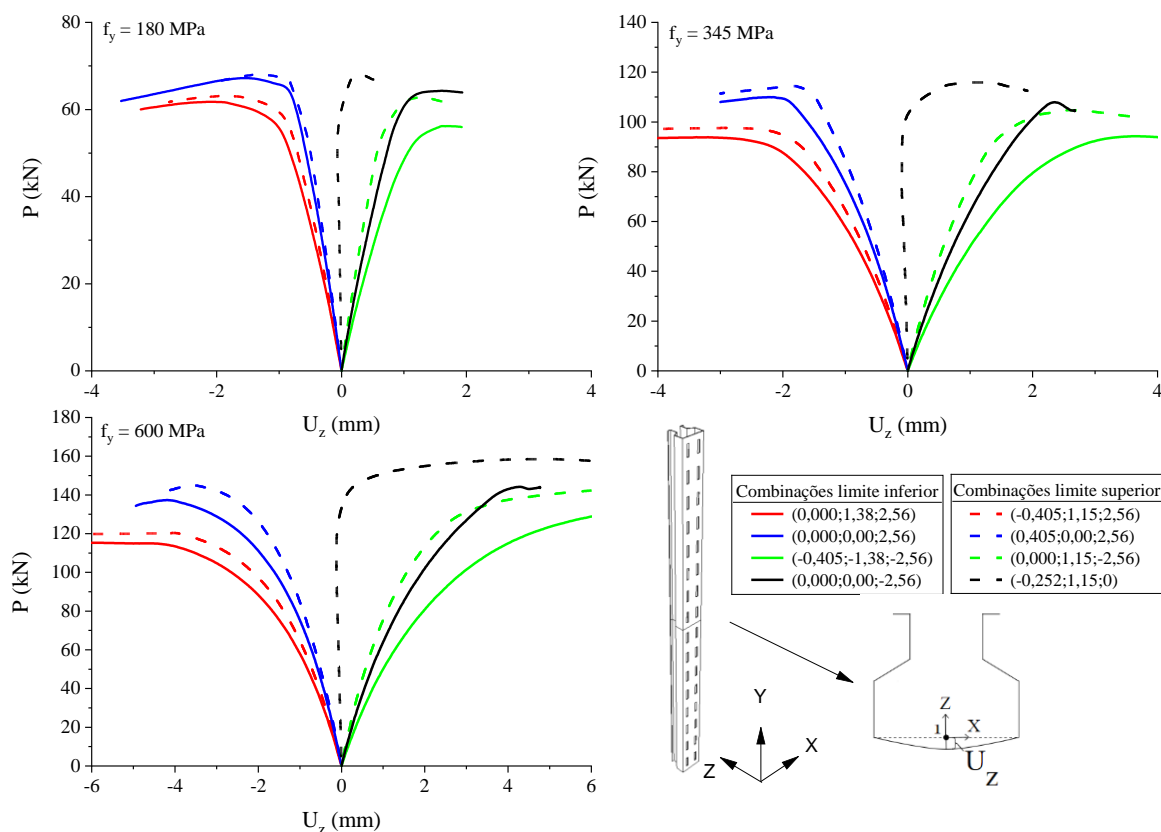 f_y = 180 MPa
80
60
40
20
0
P (kN)
-4 -2 0 2 4
U_z (mm)
f_y = 345 MPa
140
120
100
80
60
40
20
0
P (kN)
-4 -2 0 2 4
U_z (mm)
f_y = 600 MPa
180
160
140
120
100
80
60
40
20
0
P (kN)
-6 -4 -2 0 2 4 6
U_z (mm)
Combinações limite inferior
(0,000;1,38;2,56)
(0,000;0,00;2,56)
(-0,405;-1,38;-2,56)
(0,000;0,00;-2,56)
Combinações limite superior
(-0,405;1,15;2,56)
(0,405;0,00;2,56)
(0,000;1,15;-2,56)
(-0,252;1,15;0)
Y
X
Z
Z
1 X
U_z